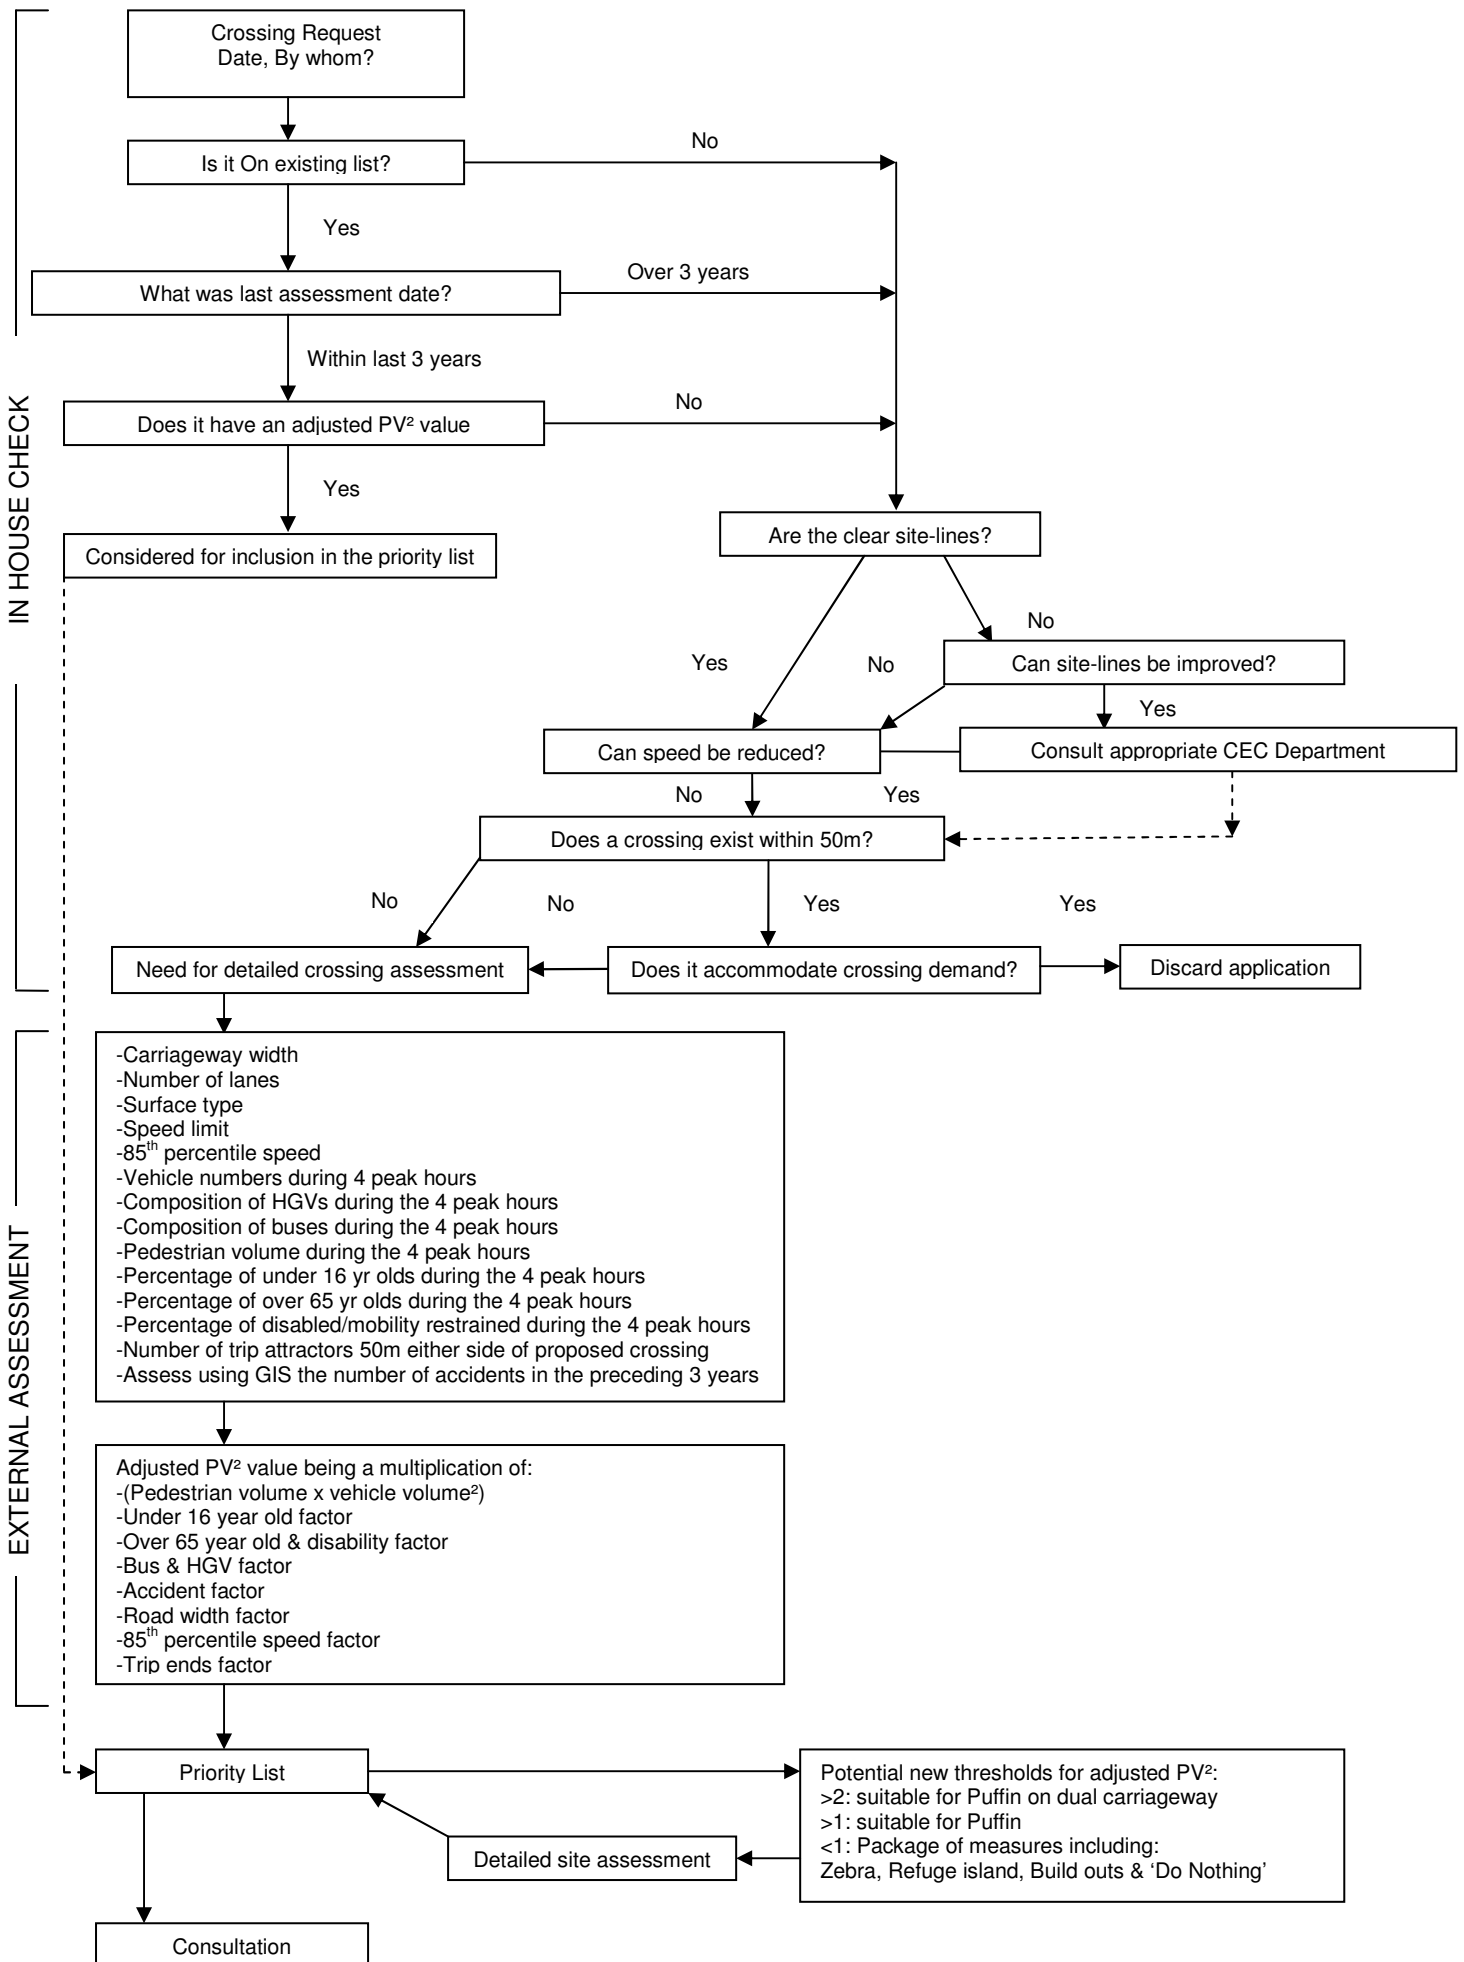 Crossing Request
Date, By whom?
No
Is it On existing list?
Yes
Over 3 years
What was last assessment date?
Within last 3 years
No
Does it have an adjusted PV² value
IN HOUSE CHECK
Yes
Are the clear site-lines?
Considered for inclusion in the priority list
No
Yes
No
Can site-lines be improved?
Yes
Can speed be reduced?
Consult appropriate CEC Department
No
Yes
Does a crossing exist within 50m?
No
No
Yes
Yes
Need for detailed crossing assessment
Does it accommodate crossing demand?
Discard application
-Carriageway width
-Number of lanes
-Surface type
-Speed limit
-85th percentile speed
-Vehicle numbers during 4 peak hours
-Composition of HGVs during the 4 peak hours
-Composition of buses during the 4 peak hours
-Pedestrian volume during the 4 peak hours
-Percentage of under 16 yr olds during the 4 peak hours
-Percentage of over 65 yr olds during the 4 peak hours
-Percentage of disabled/mobility restrained during the 4 peak hours
-Number of trip attractors 50m either side of proposed crossing
-Assess using GIS the number of accidents in the preceding 3 years
EXTERNAL ASSESSMENT
Adjusted PV² value being a multiplication of:
-(Pedestrian volume x vehicle volume²)
-Under 16 year old factor
-Over 65 year old & disability factor
-Bus & HGV factor
-Accident factor
-Road width factor
-85th percentile speed factor
-Trip ends factor
Priority List
Potential new thresholds for adjusted PV²:
>2: suitable for Puffin on dual carriageway
>1: suitable for Puffin
<1: Package of measures including:
Zebra, Refuge island, Build outs & ‘Do Nothing’
Detailed site assessment
Consultation